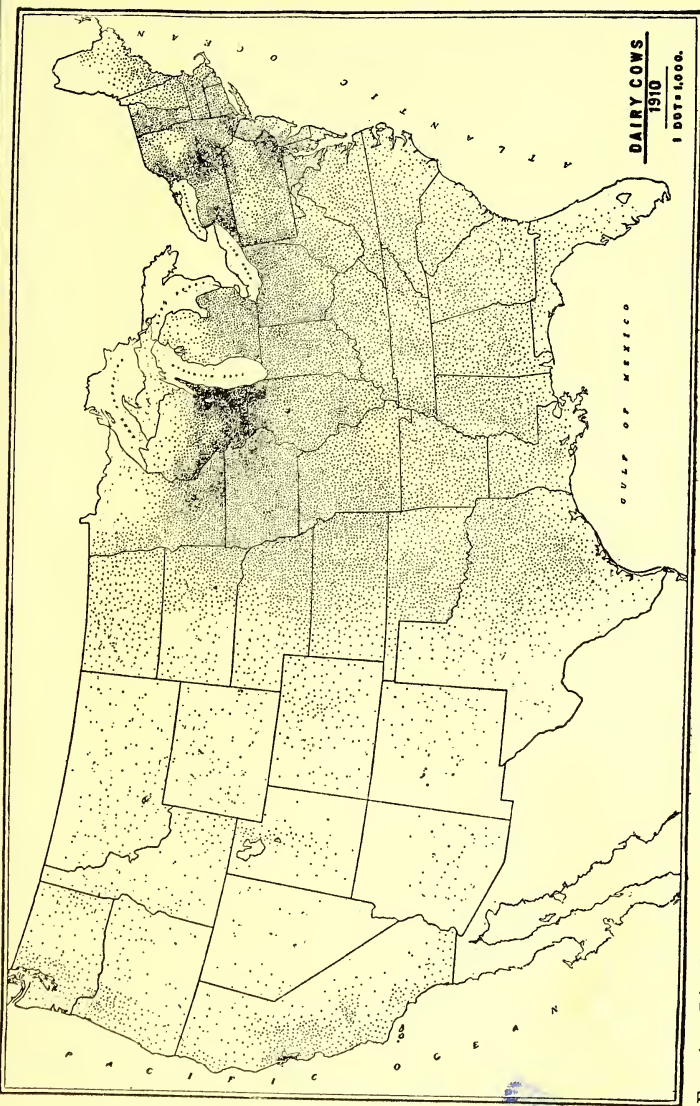 DAIRY COWS
1910
1 DOT = 1,000.
ATLANTIC
OCEAN
GULF OF MEXICO
PACIFIC
OCEAN